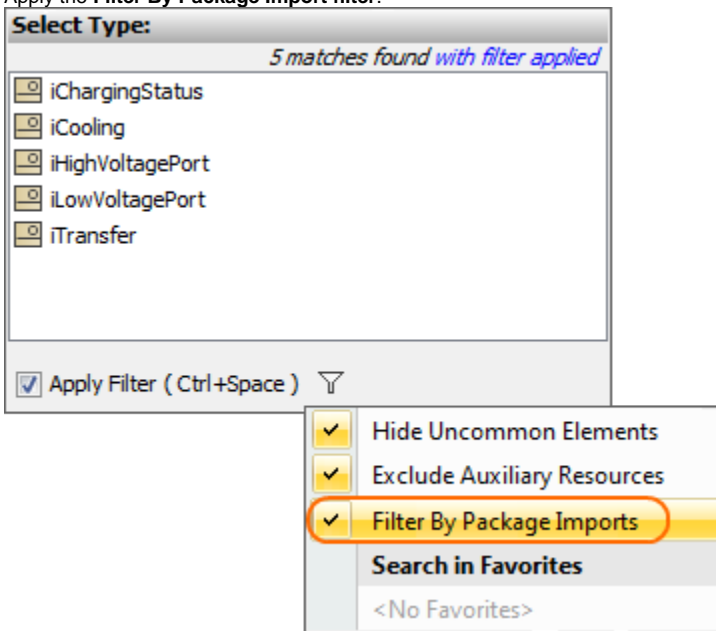 Apply the Filter By Package Import filter.
Select Type:
5 matches found with filter applied
iChargingStatus
iCooling
iHighVoltagePort
iLowVoltagePort
iTransfer
Apply Filter ( Ctrl+Space )
Hide Uncommon Elements
Exclude Auxiliary Resources
Filter By Package Imports
Search in Favorites
<No Favorites>